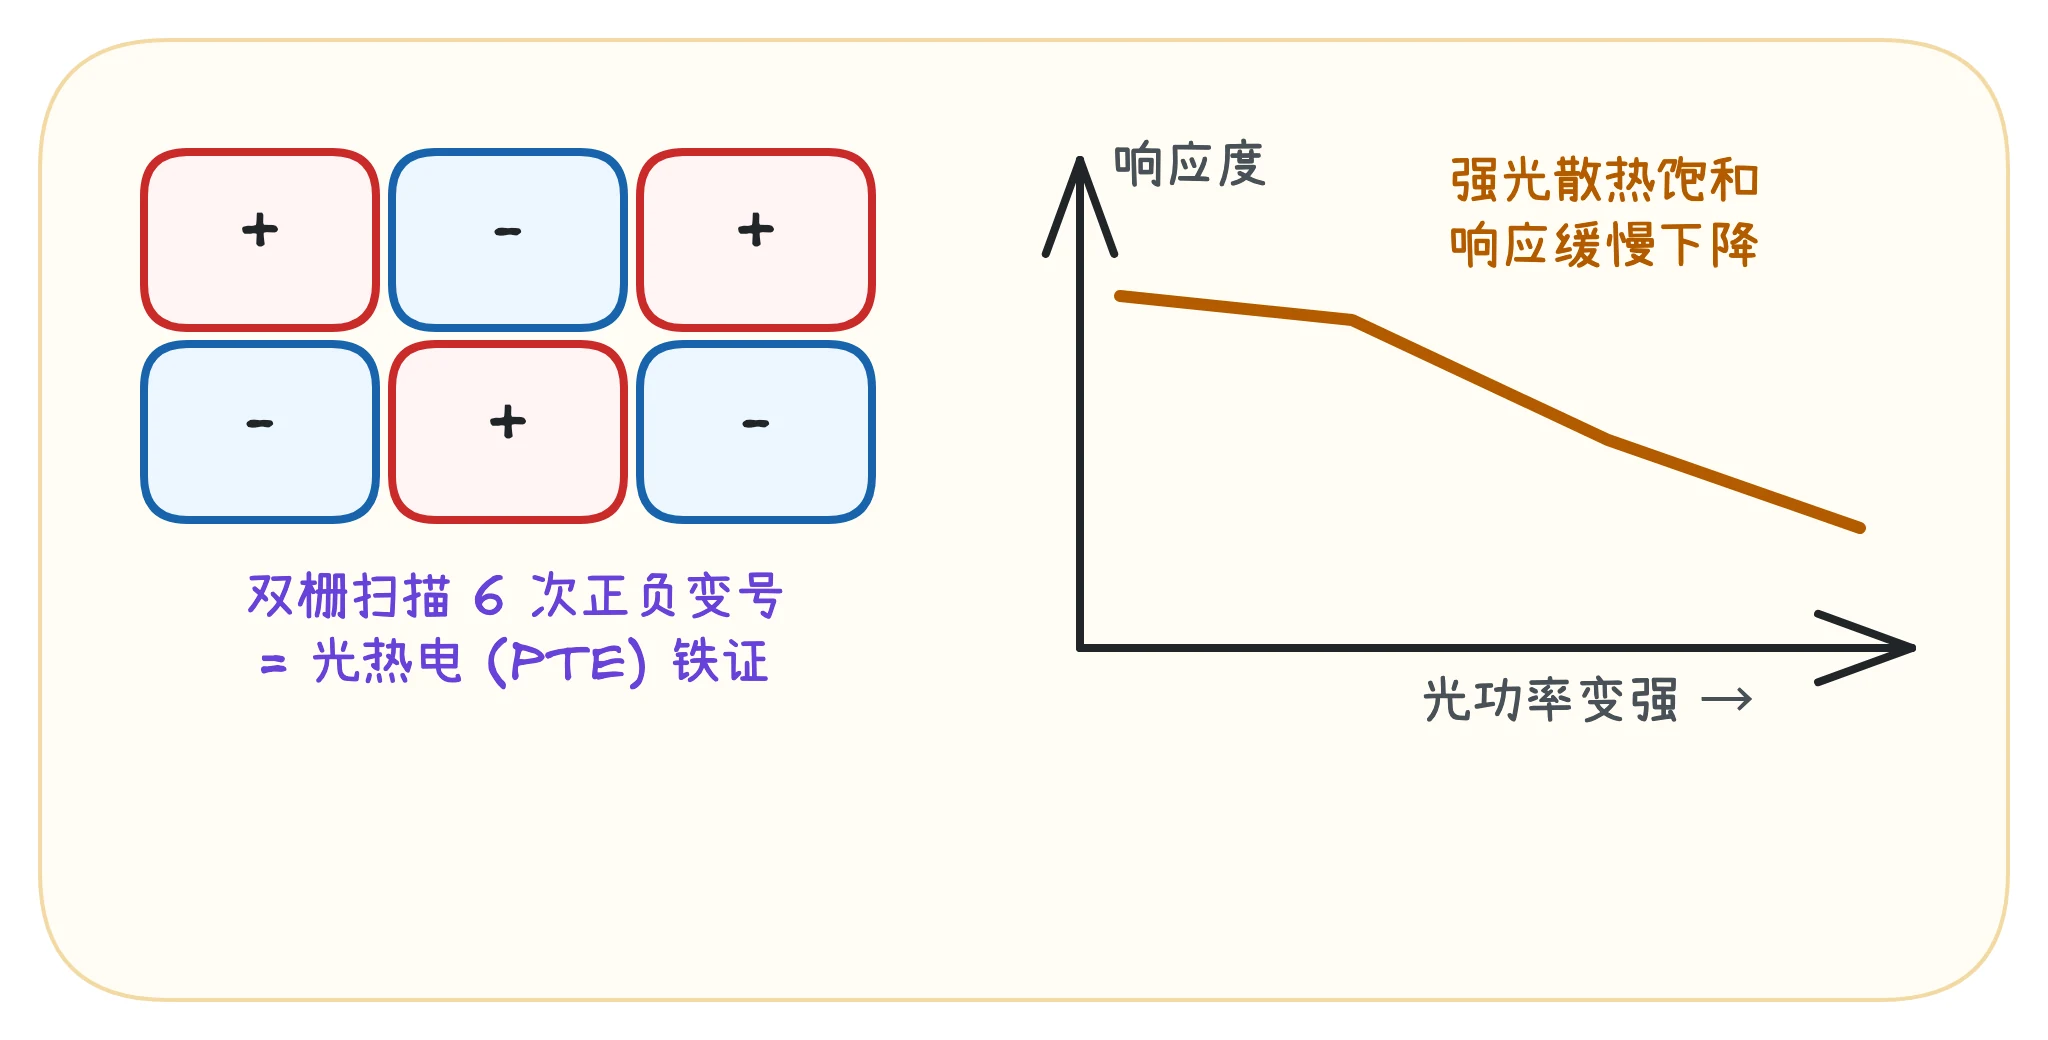 + - +
- + -
双栅扫描 6 次正负变号
= 光热电 (PTE) 铁证
响应度
强光散热饱和
响应缓慢下降
光功率变强 →